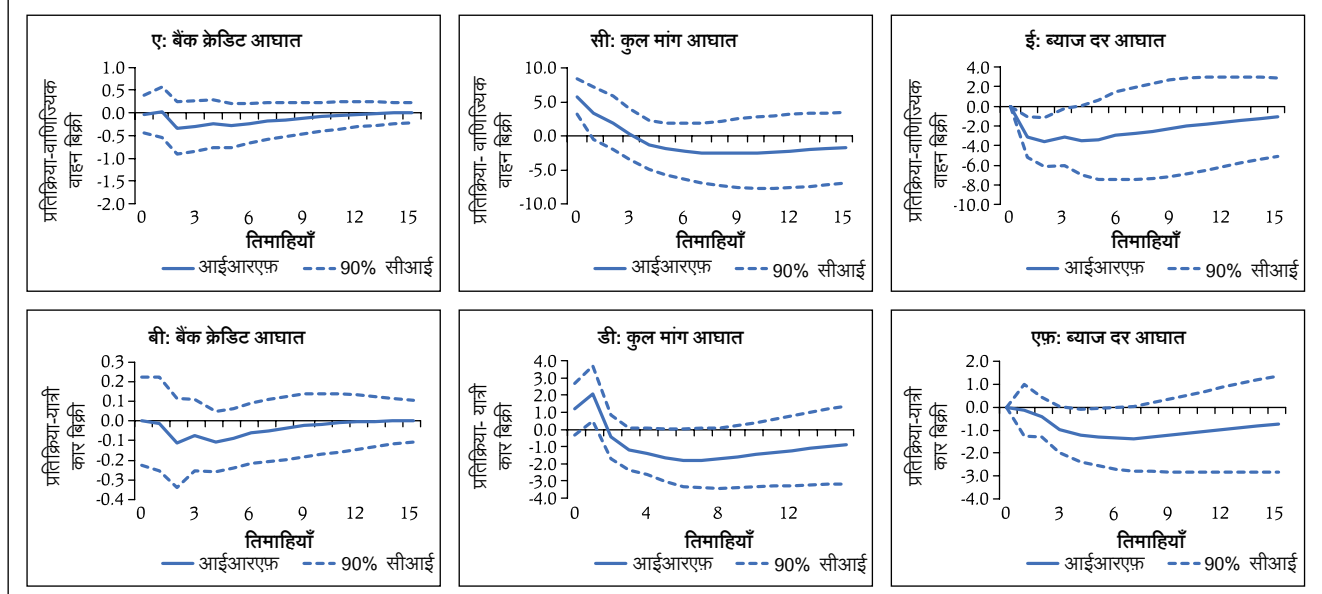 ए: बैंक क्रेडिट आघात
प्रतिक्रिया-वाणिज्यिक
वाहन बिक्री
1.0
0.5
0.0
-0.5
-1.0
-1.5
-2.0
0 3 6 9 12 15
तिमाहियाँ
आईआरएफ़ 90% सीआई
सी: कुल मांग आघात
प्रतिक्रिया- वाणिज्यिक
वाहन बिक्री
10.0
5.0
0.0
-5.0
-10.0
0 3 6 9 12 15
तिमाहियाँ
आईआरएफ़ 90% सीआई
ई: ब्याज दर आघात
प्रतिक्रिया-वाणिज्यिक
वाहन बिक्री
4.0
2.0
0.0
-2.0
-4.0
-6.0
-8.0
-10.0
0 3 6 9 12 15
तिमाहियाँ
आईआरएफ़ 90% सीआई
बी: बैंक क्रेडिट आघात
प्रतिक्रिया-यात्री
कार बिक्री
0.3
0.2
0.1
0.0
-0.1
-0.2
-0.3
-0.4
0 3 6 9 12 15
तिमाहियाँ
आईआरएफ़ 90% सीआई
डी: कुल मांग आघात
प्रतिक्रिया- यात्री
कार बिक्री
4.0
3.0
2.0
1.0
0.0
-1.0
-2.0
-3.0
-4.0
0 4 8 12
तिमाहियाँ
आईआरएफ़ 90% सीआई
एफ़: ब्याज दर आघात
प्रतिक्रिया-यात्री
कार बिक्री
2.0
1.0
0.0
-1.0
-2.0
-3.0
-4.0
0 3 6 9 12 15
तिमाहियाँ
आईआरएफ़ 90% सीआई